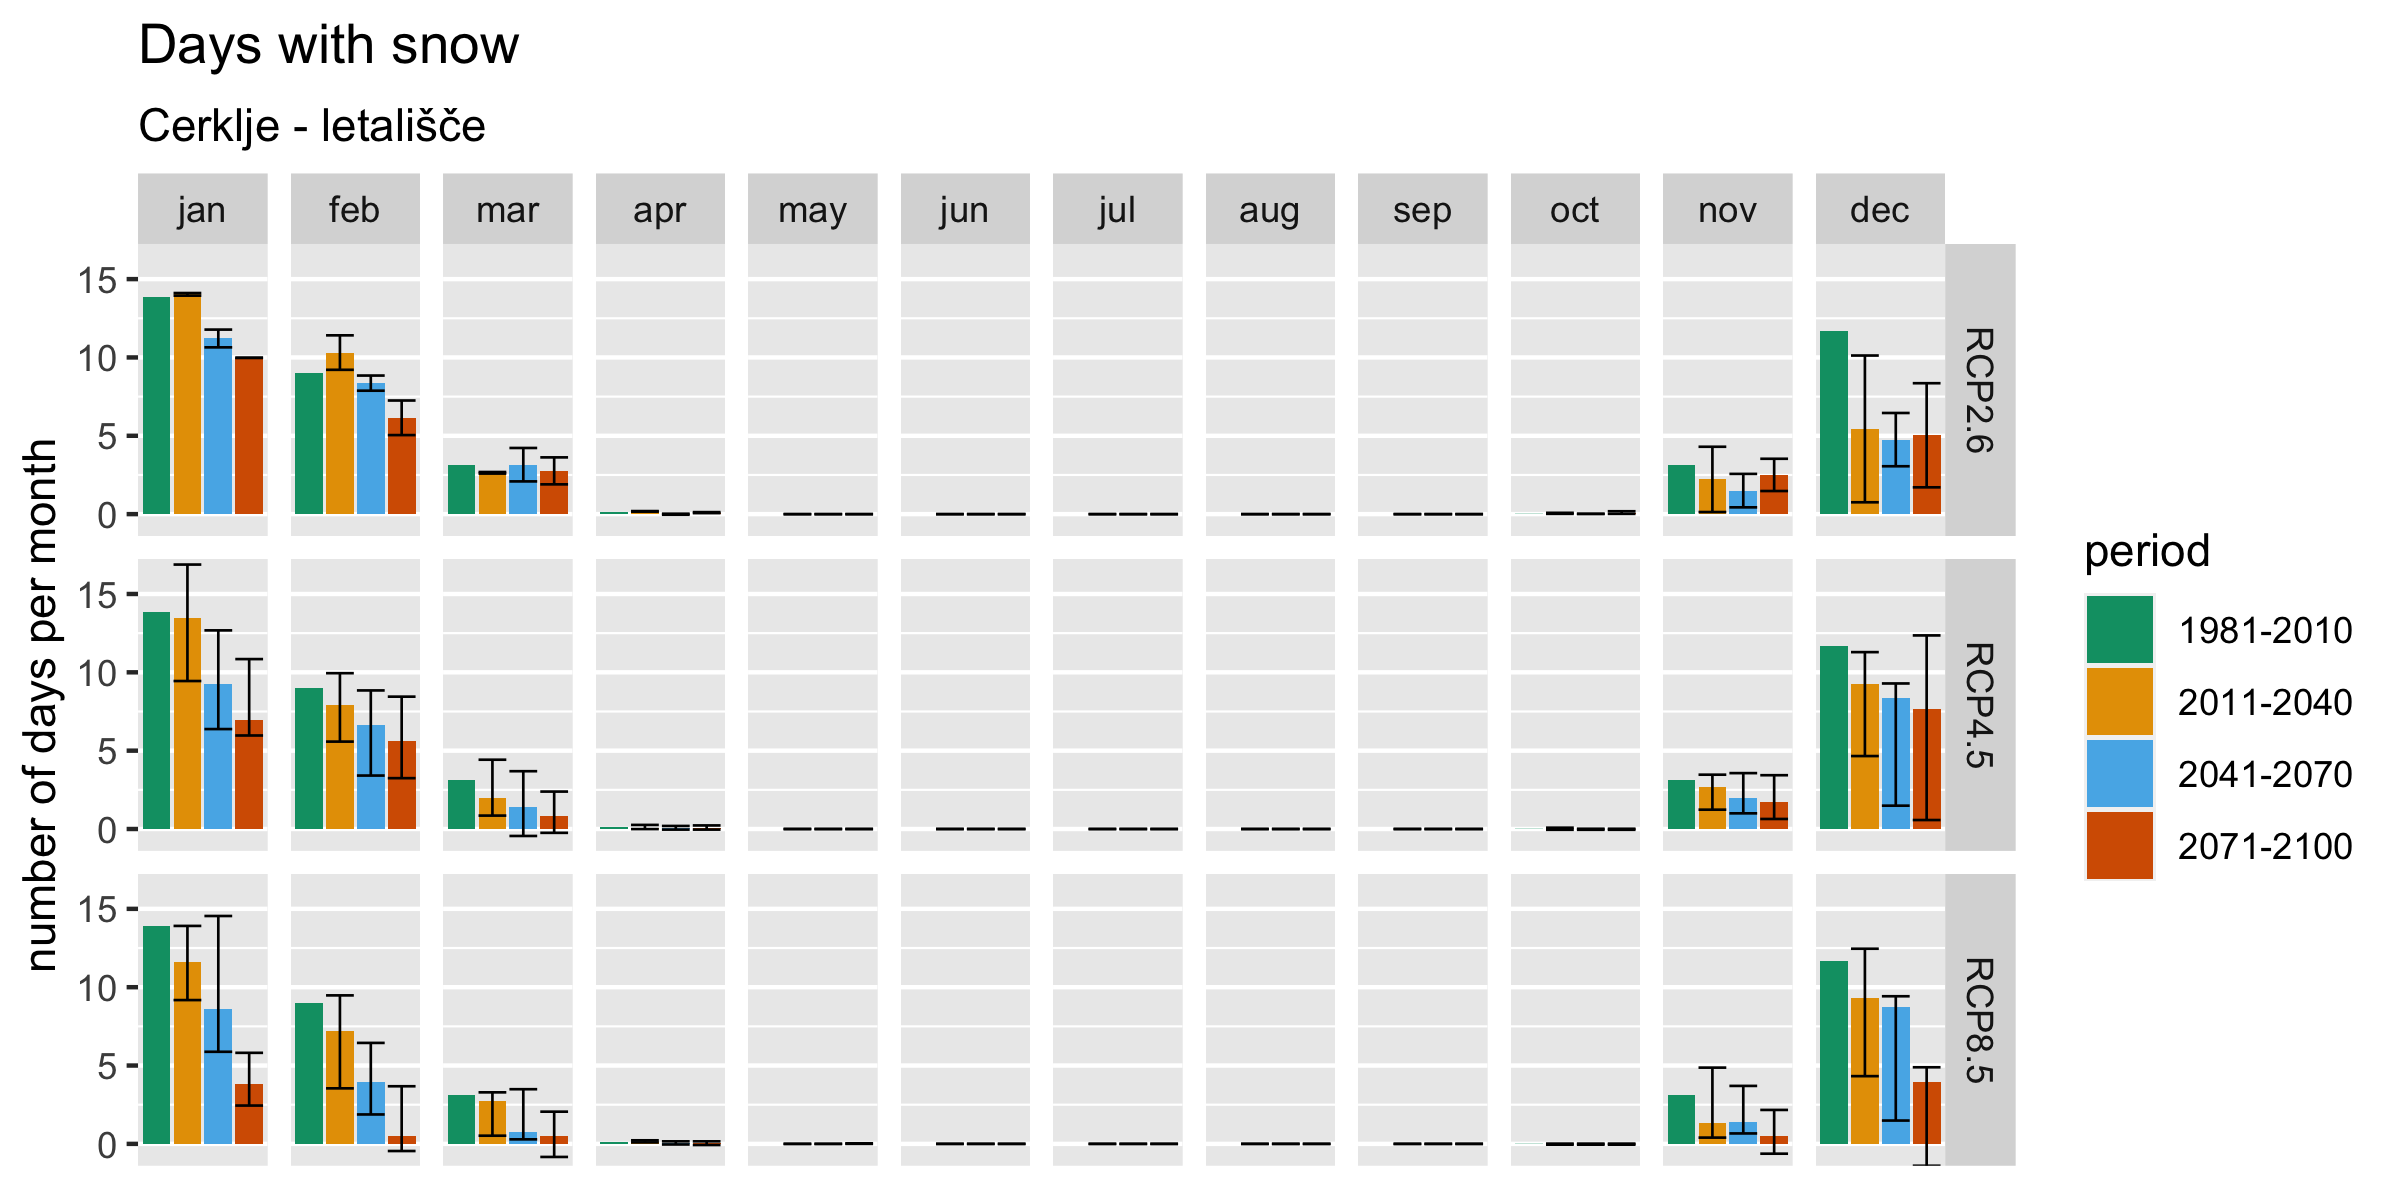 Days with snow
Cerklje - letališče
jan feb mar apr may jun jul aug sep oct nov dec
number of days per month
15
10
5
0
RCP2.6
15
10
5
0
RCP4.5
15
10
5
0
RCP8.5
period
1981-2010
2011-2040
2041-2070
2071-2100